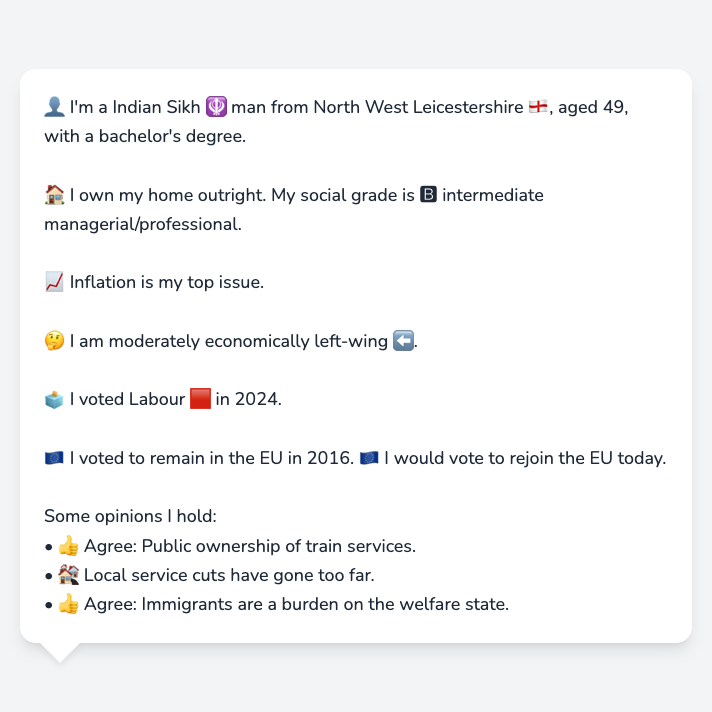 👤 I'm a Indian Sikh 🪯 man from North West Leicestershire 🏴󠁧󠁢󠁥󠁮󠁧󠁿, aged 49,
with a bachelor's degree.
🏠 I own my home outright. My social grade is 🅱 intermediate
managerial/professional.
📈 Inflation is my top issue.
🤔 I am moderately economically left-wing ⬅️.
🗳️ I voted Labour 🟥 in 2024.
🇪🇺 I voted to remain in the EU in 2016. 🇪🇺 I would vote to rejoin the EU today.
Some opinions I hold:
• 👍 Agree: Public ownership of train services.
• 🏚️ Local service cuts have gone too far.
• 👍 Agree: Immigrants are a burden on the welfare state.